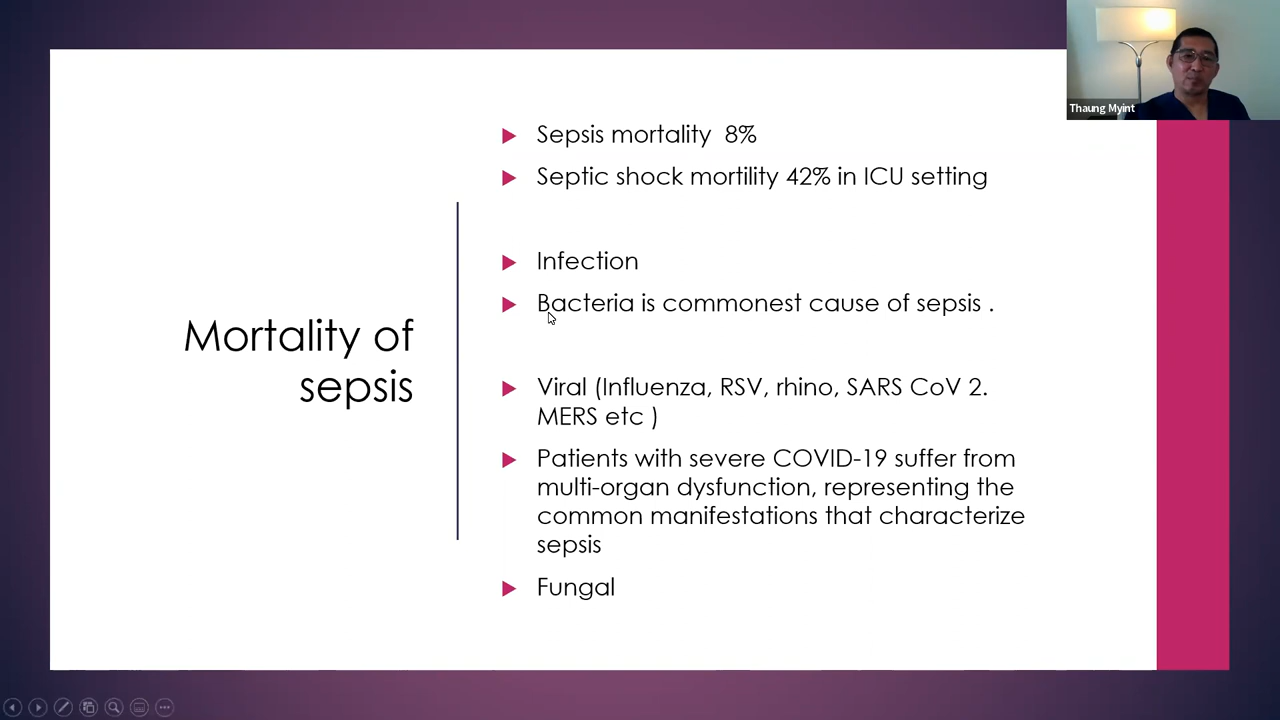 Thaung Myint
Mortality of
sepsis
Sepsis mortality 8%
Septic shock mortility 42% in ICU setting
Infection
Bacteria is commonest cause of sepsis .
Viral (Influenza, RSV, rhino, SARS CoV 2.
MERS etc )
Patients with severe COVID-19 suffer from
multi-organ dysfunction, representing the
common manifestations that characterize
sepsis
Fungal